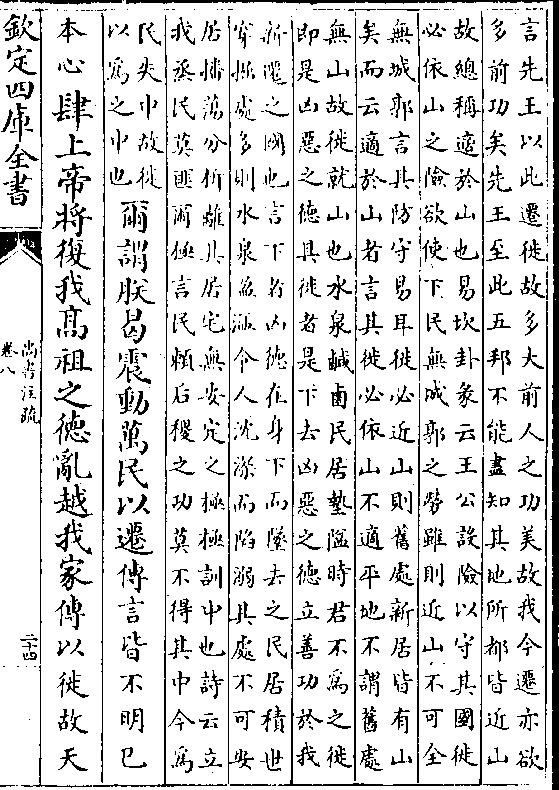 言先王以此遷徙故多大前人之功美故我今遷亦欲
多前功矣先王至此五邦不能盡知其地所都皆近山
故總稱適於山也易坎卦彖云王公設險以守其國徙
必依山之險欲使下民無城郭之勞雖則近山不可全
無城郭言其防守易耳徙必近山則舊處新居皆有山
矣而云適於山者言其徙必依山不適平地不謂舊處
無山故徙就山也水泉鹹鹵民居墊隘時君不為之徙
即是凶惡之德其徙者是下去凶惡之德立善功於我
新遷之國也言下者凶德在身下而墜去之民居積世
穿掘處多則水泉盈溢令人沈深而陷溺其處不可安
居播蕩分析離其居宅無安定之極極訓中也詩云立
我烝民莫匪爾極言民賴后稷之功莫不得其中今為
民失中故徙
以為之中也
爾謂朕曷震動萬民以遷傳言皆不明已
本心肆上帝將復我高祖之德亂越我家傳以徙故天
欽定四庫全書
尚書注疏
卷八
二十四